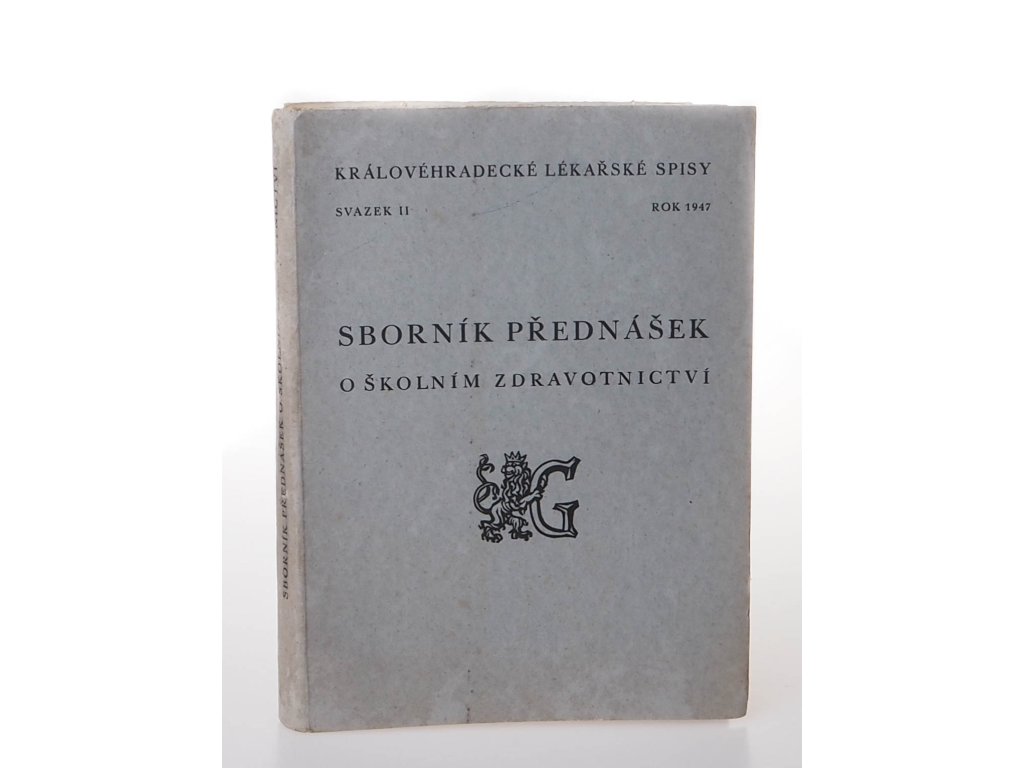 KRÁLOVÉHRADECKÉ LÉKAŘSKÉ SPISY
SVAZEK II ROK 1947
SBORNÍK PŘEDNÁŠEK
O ŠKOLNÍM ZDRAVOTNICTVÍ
G
SBORNÍK PŘEDNÁŠEK O